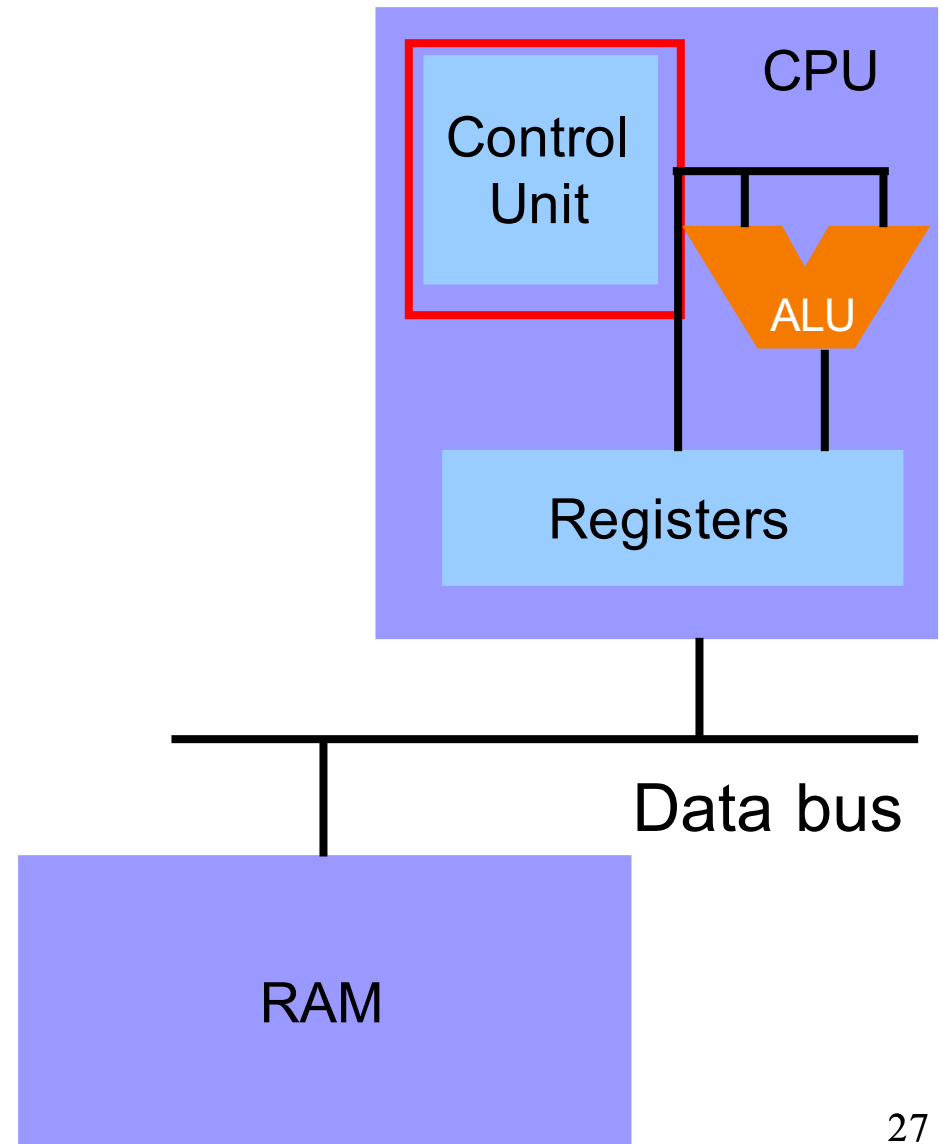 CPU
Control
Unit
ALU
Registers
Data bus
RAM
27